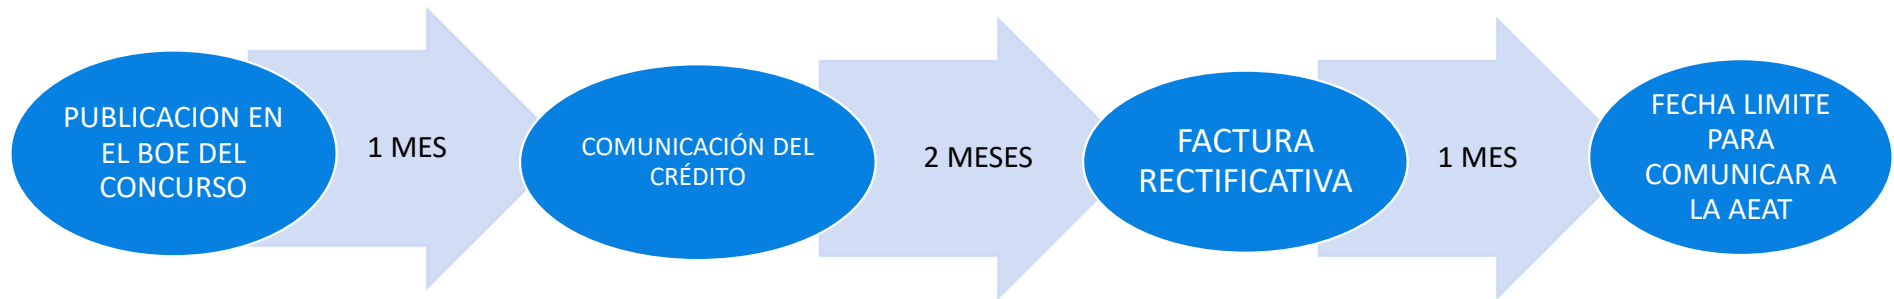 PUBLICACION EN
EL BOE DEL
CONCURSO
1 MES
COMUNICACIÓN DEL
CRÉDITO
2 MESES
FACTURA
RECTIFICATIVA
1 MES
FECHA LIMITE
PARA
COMUNICAR A
LA AEAT